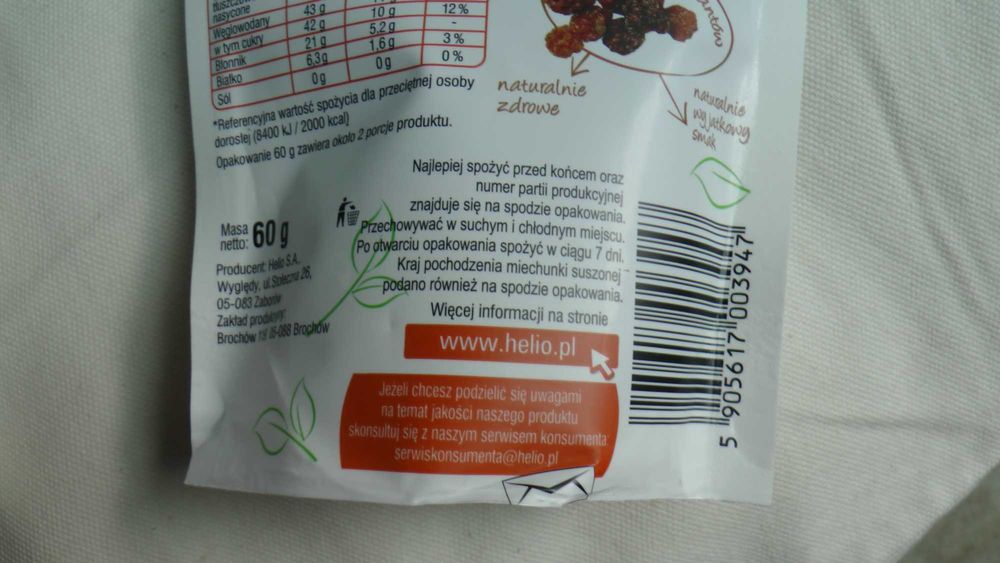 nasycone
Węglowodany 43 g 10 g 12 %
w tym cukry 42 g 5,2 g -
Błonnik 21 g 1,6 g 3 %
Białko 6,3 g 0 g 0 %
Sól 0 g
*Referencyjna wartość spożycia dla przeciętnej osoby
dorosłej (8400 kJ / 2000 kcal)
Opakowanie 60 g zawiera około 2 porcje produktu.
naturalnie
zdrowe
naturalnie
wyjątkowy
smak
Najlepiej spożyć przed końcem oraz
numer partii produkcyjnej
znajduje się na spodzie opakowania.
Przechowywać w suchym i chłodnym miejscu.
Po otwarciu opakowania spożyć w ciągu 7 dni.
Kraj pochodzenia miechunki suszonej
podano również na spodzie opakowania.
Więcej informacji na stronie
www.helio.pl
Masa
netto: 60 g
Producent: Helio S.A.
Wyględy, ul. Stołeczna 26,
05-083 Zaborów
Zakład produkcyjny:
Brochów 05-088 Brochów
Jeżeli chcesz podzielić się uwagami
na temat jakości naszego produktu
skonsultuj się z naszym serwisem konsumenta:
serwiskonsumenta@helio.pl
5 905617 003947